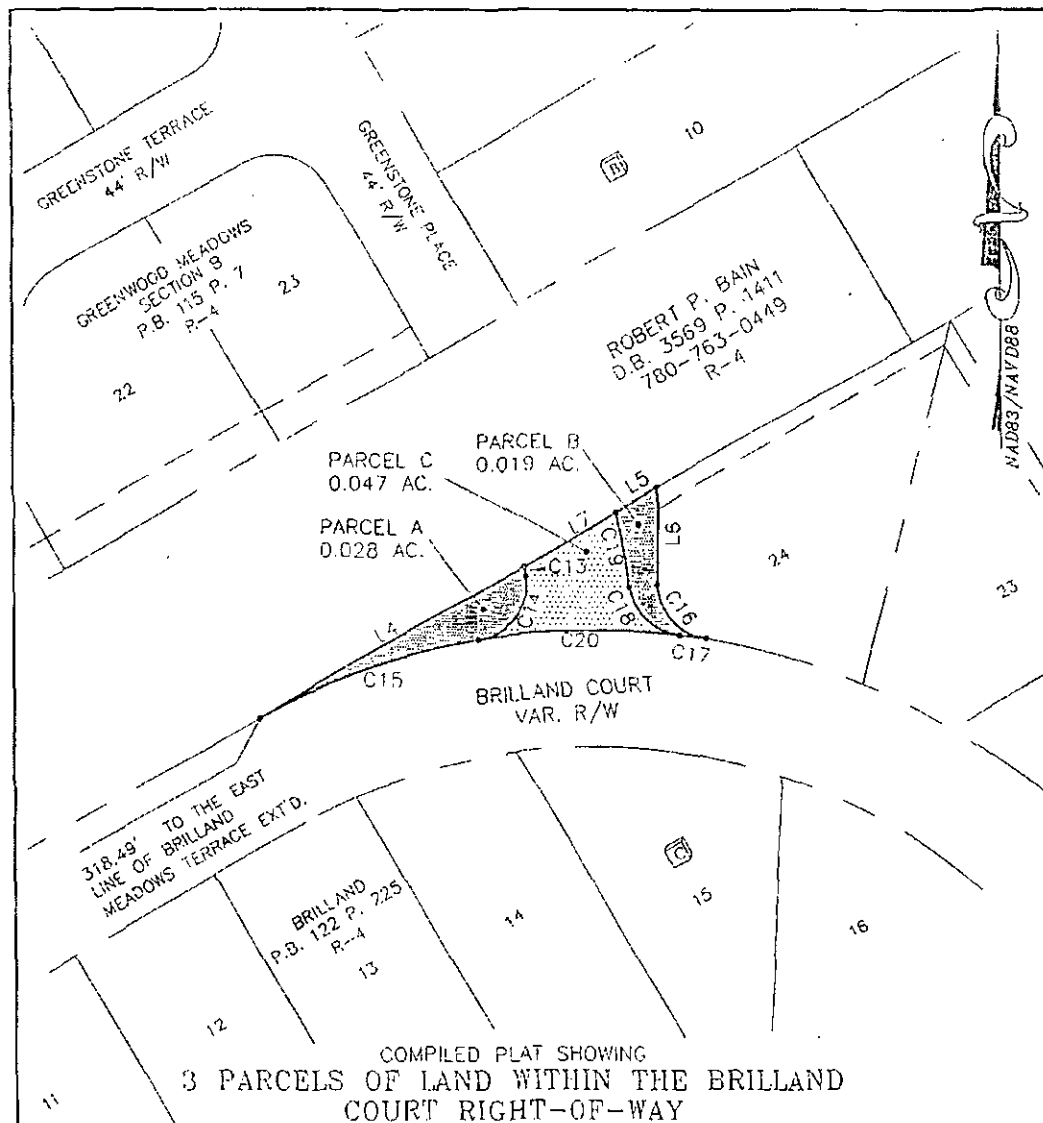 GREENSTONE TERRACE
44' R/W
GREENSTONE PLACE
44' R/W
10
B
GREENWOOD MEADOWS
SECTION B
P.B. 115 P. 7
R-4
23
22
ROBERT P. BAIN
D.B. 3569 P. 1411
780-763-0449
R-4
NAD83/NAVD88
PARCEL B
0.019 AC.
PARCEL C
0.047 AC.
PARCEL A
0.028 AC.
L5
L7
L6
C19
C13
C14
C18
C16
L4
C20
C17
C15
24
23
BRILLAND COURT
VAR. R/W
318.49' TO THE EAST
LINE OF BRILLAND
MEADOWS TERRACE EXT'D.
BRILLAND
P.B. 122 P. 225
R-4
13
14
C
15
16
12
11
COMPILED PLAT SHOWING
3 PARCELS OF LAND WITHIN THE BRILLAND
COURT RIGHT-OF-WAY